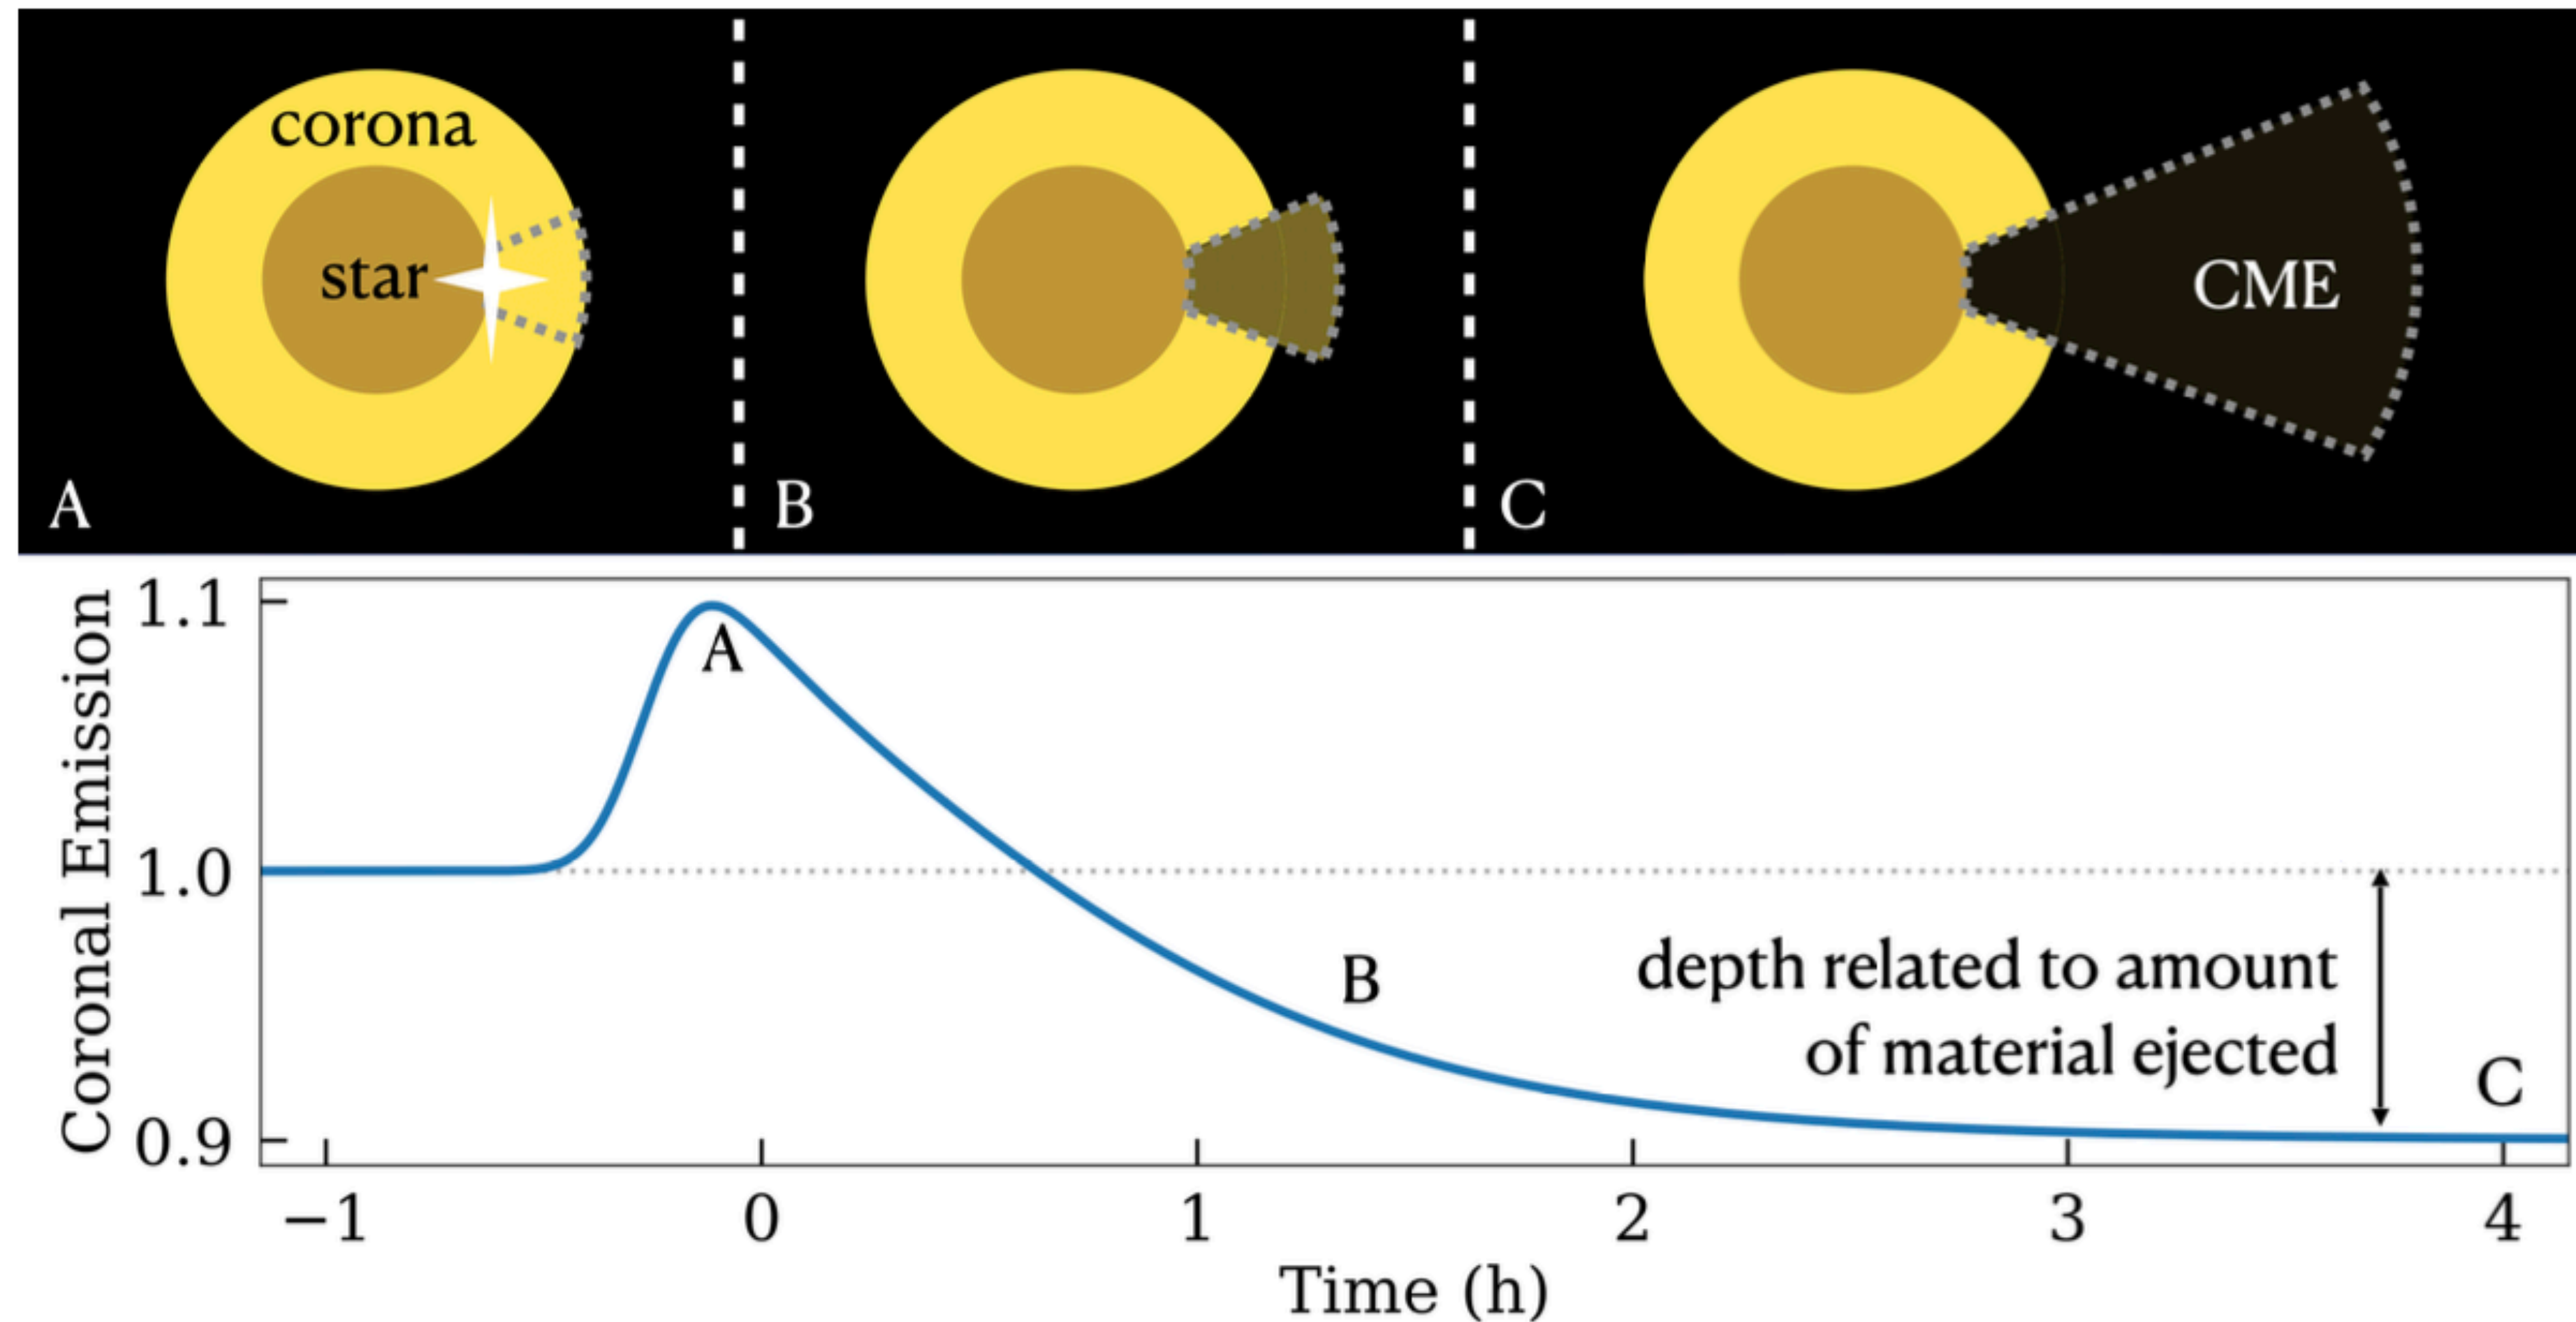 corona
star
CME
A
B
C
Coronal Emission
1.1
1.0
0.9
A
B
depth related to amount
of material ejected
C
−1
0
1
2
3
4
Time (h)